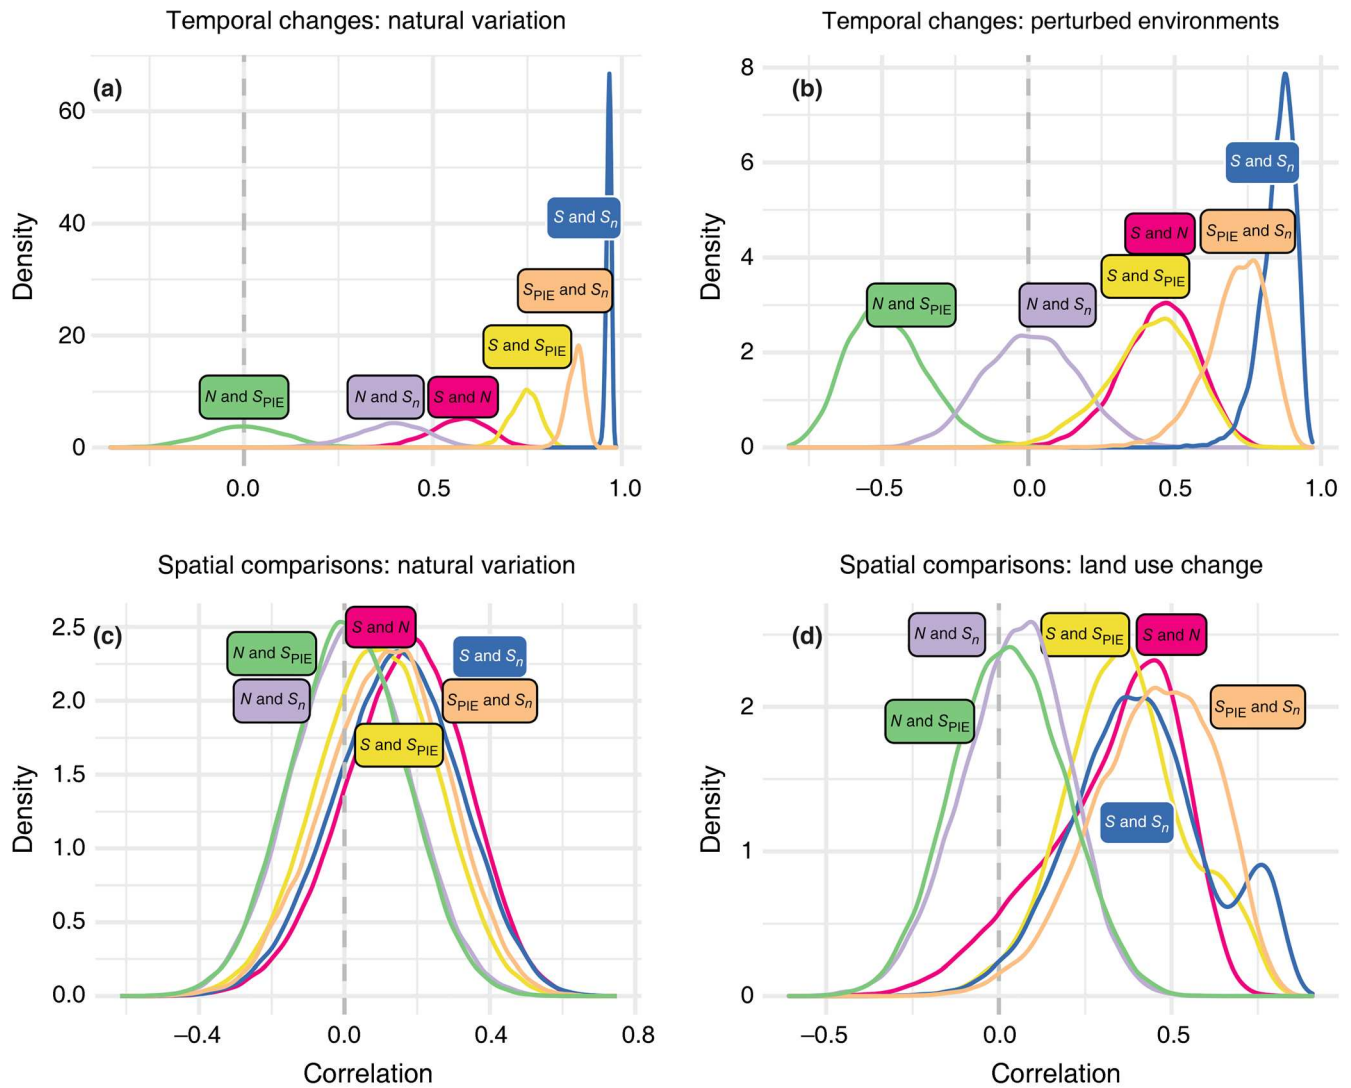 Temporal changes: natural variation
(a)
Density
60
40
20
0
0.0 0.5 1.0
S and Sn
SPIE and Sn
S and SPIE
N and SPIE
N and Sn
S and N
Temporal changes: perturbed environments
(b)
Density
8
6
4
2
0
–0.5 0.0 0.5 1.0
S and Sn
S and N
SPIE and Sn
S and SPIE
N and SPIE
N and Sn
Spatial comparisons: natural variation
(c)
Density
2.5
2.0
1.5
1.0
0.5
0.0
–0.4 0.0 0.4 0.8
Correlation
S and N
N and SPIE
S and Sn
N and Sn
SPIE and Sn
S and SPIE
Spatial comparisons: land use change
(d)
Density
2
1
0
–0.5 0.0 0.5
Correlation
N and Sn
S and SPIE
S and N
N and SPIE
SPIE and Sn
S and Sn